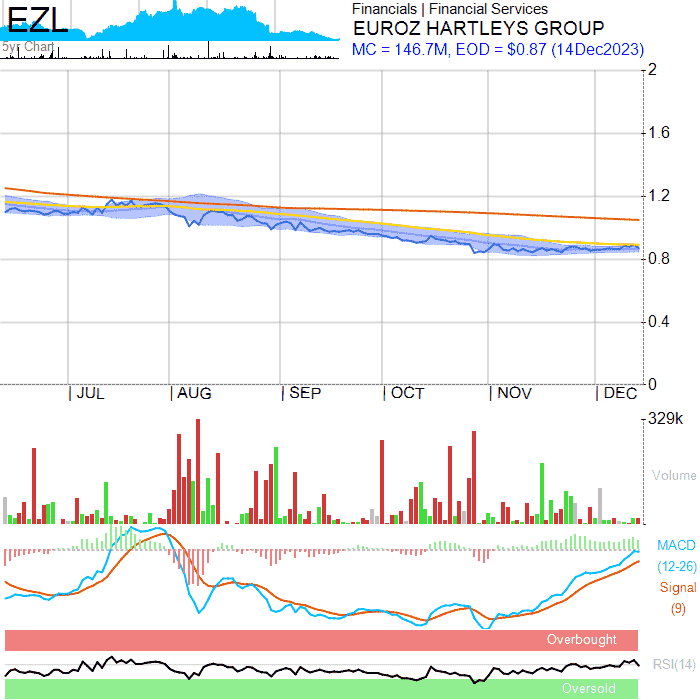 EZL
5yr Chart
Financials | Financial Services
EUROZ HARTLEYS GROUP
MC = 146.7M, EOD = $0.87 (14Dec2023)
2
1.6
1.2
0.8
0.4
0
JUL AUG SEP OCT NOV DEC
329k
Volume
MACD
(12-26)
Signal
(9)
Overbought
RSI(14)
Oversold